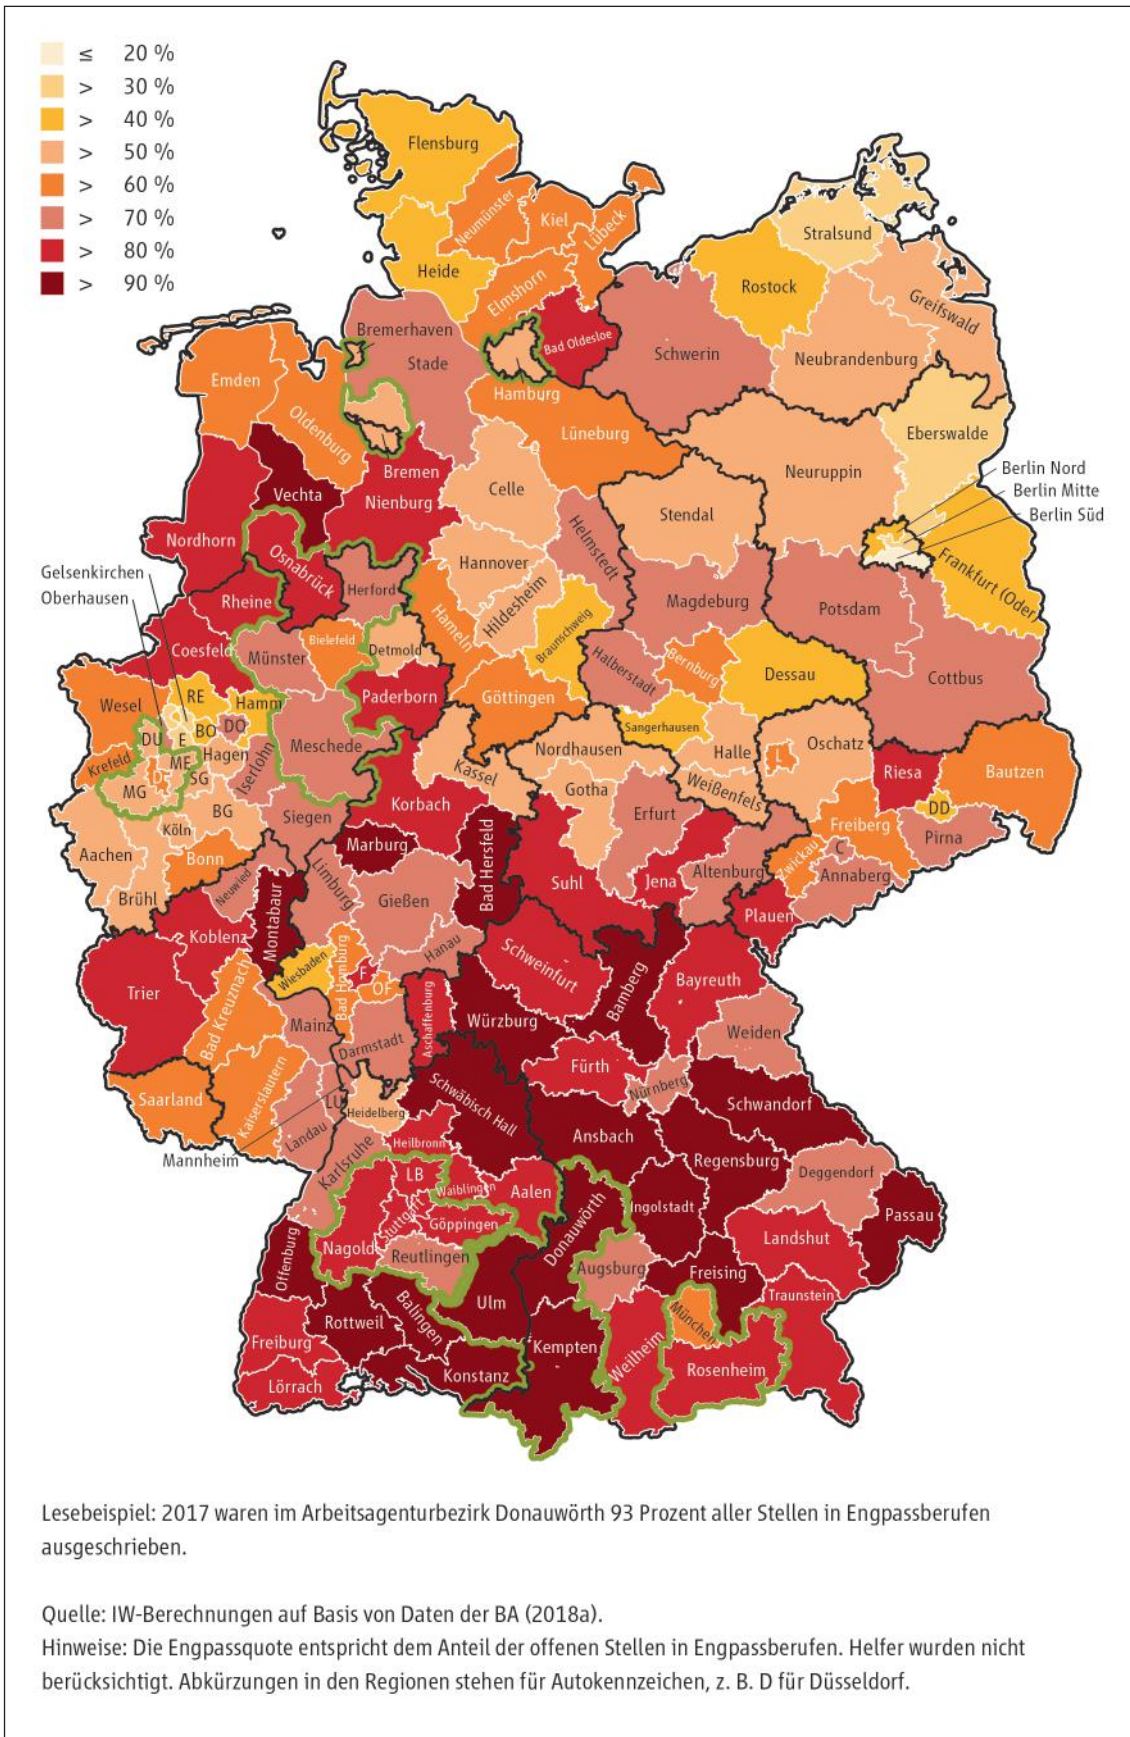 ≤ 20 %
> 30 %
> 40 %
> 50 %
> 60 %
> 70 %
> 80 %
> 90 %
Flensburg
Neumünster
Kiel
Lübeck
Heide
Elmshorn
Stralsund
Rostock
Greifswald
Bremerhaven
Bad Oldesloe
Schwerin
Neubrandenburg
Stade
Emden
Hamburg
Oldenburg
Lüneburg
Eberswalde
Bremen
Neuruppin
Berlin Nord
Vechta
Celle
Berlin Mitte
Nienburg
Stendal
Berlin Süd
Nordhorn
Helmstedt
Osnabrück
Hannover
Frankfurt (Oder)
Gelsenkirchen
Herford
Oberhausen
Rheine
Hildesheim
Magdeburg
Potsdam
Hameln
Braunschweig
Coesfeld
Bielefeld
Detmold
Münster
Halberstadt
Bernburg
Dessau
Cottbus
Wesel
RE
Hamm
Paderborn
Göttingen
DU
E
BO
DO
Sangerhausen
Meschede
Nordhausen
Halle
Oschatz
Krefeld
ME
Hagen
Iserlohn
L
D
SG
Kassel
Riesa
Bautzen
MG
Gotha
Weißenfels
BG
Siegen
Korbach
Erfurt
DD
Köln
Freiberg
Pirna
Aachen
Bonn
Marburg
Bad Hersfeld
Zwickau
C
Brühl
Neuwied
Limburg
Suhl
Jena
Altenburg
Annaberg
Montabaur
Gießen
Plauen
Koblenz
Hanau
Schweinfurt
Trier
Wiesbaden
Bad Homburg
F
OF
Bamberg
Bayreuth
Bad Kreuznach
Aschaffenburg
Würzburg
Mainz
Weiden
Darmstadt
Fürth
Nürnberg
Saarland
Kaiserslautern
LU
Heidelberg
Schwäbisch Hall
Schwandorf
Landau
Mannheim
Karlsruhe
Heilbronn
Ansbach
Regensburg
Deggendorf
LB
Waiblingen
Aalen
Stuttgart
Göppingen
Donauwörth
Ingolstadt
Passau
Nagold
Reutlingen
Landshut
Offenburg
Augsburg
Freising
Ulm
Traunstein
Rottweil
Balingen
München
Freiburg
Kempten
Weilheim
Konstanz
Rosenheim
Lörrach
Lesebeispiel: 2017 waren im Arbeitsagenturbezirk Donauwörth 93 Prozent aller Stellen in Engpassberufen
ausgeschrieben.
Quelle: IW-Berechnungen auf Basis von Daten der BA (2018a).
Hinweise: Die Engpassquote entspricht dem Anteil der offenen Stellen in Engpassberufen. Helfer wurden nicht
berücksichtigt. Abkürzungen in den Regionen stehen für Autokennzeichen, z. B. D für Düsseldorf.